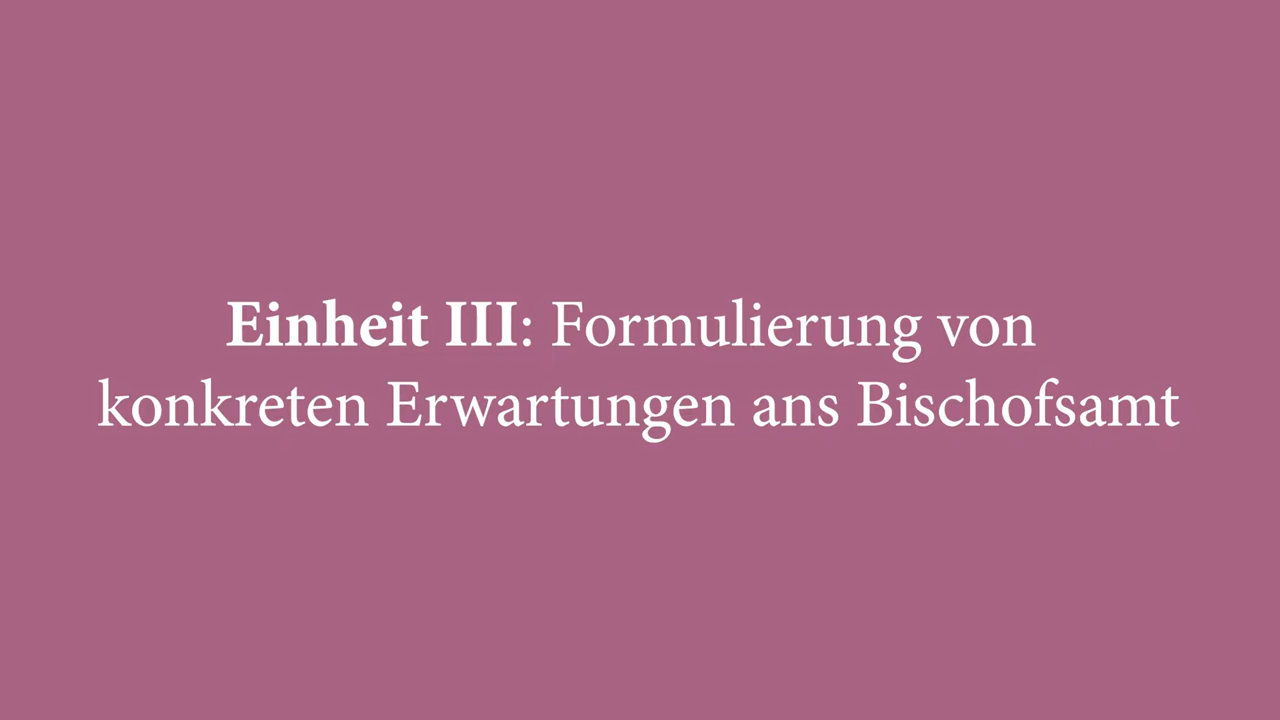 Einheit III: Formulierung von
konkreten Erwartungen ans Bischofsamt